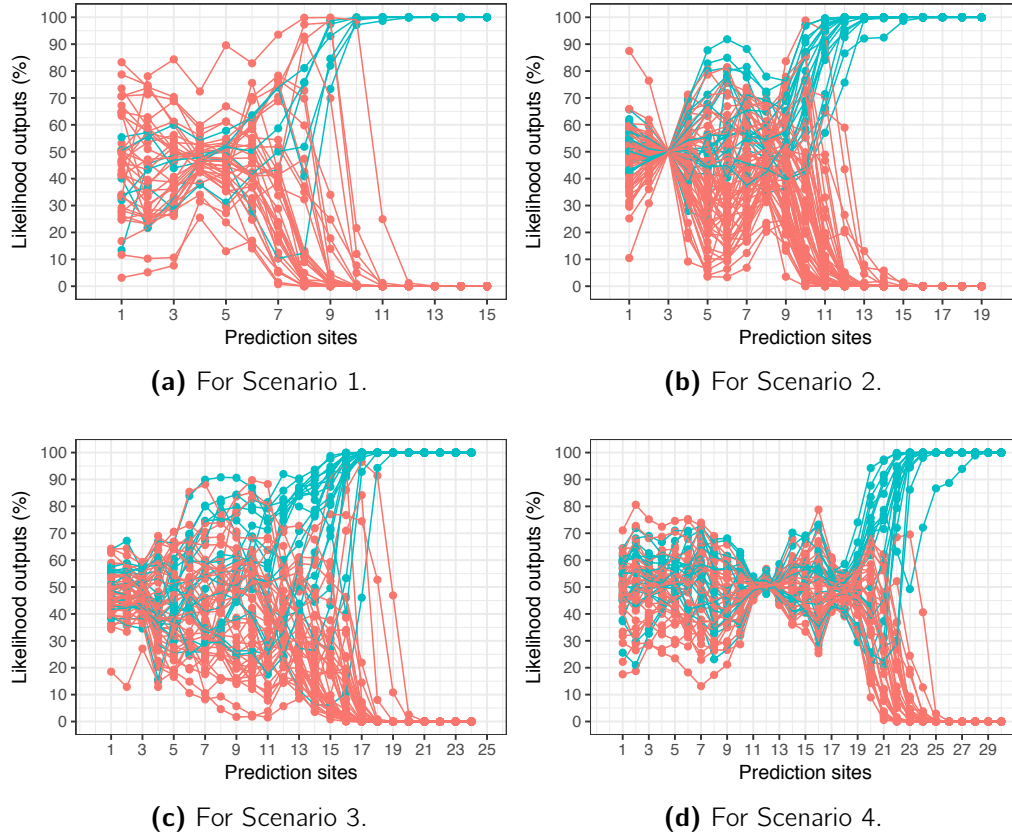 100
90
80
70
60
50
40
30
20
10
0
Likelihood outputs (%)
1 3 5 7 9 11 13 15
Prediction sites
(a) For Scenario 1.
100
90
80
70
60
50
40
30
20
10
0
Likelihood outputs (%)
1 3 5 7 9 11 13 15 17 19
Prediction sites
(b) For Scenario 2.
100
90
80
70
60
50
40
30
20
10
0
Likelihood outputs (%)
1 3 5 7 9 11 13 15 17 19 21 23 25
Prediction sites
(c) For Scenario 3.
100
90
80
70
60
50
40
30
20
10
0
Likelihood outputs (%)
1 3 5 7 9 11 13 15 17 19 21 23 25 27 29
Prediction sites
(d) For Scenario 4.